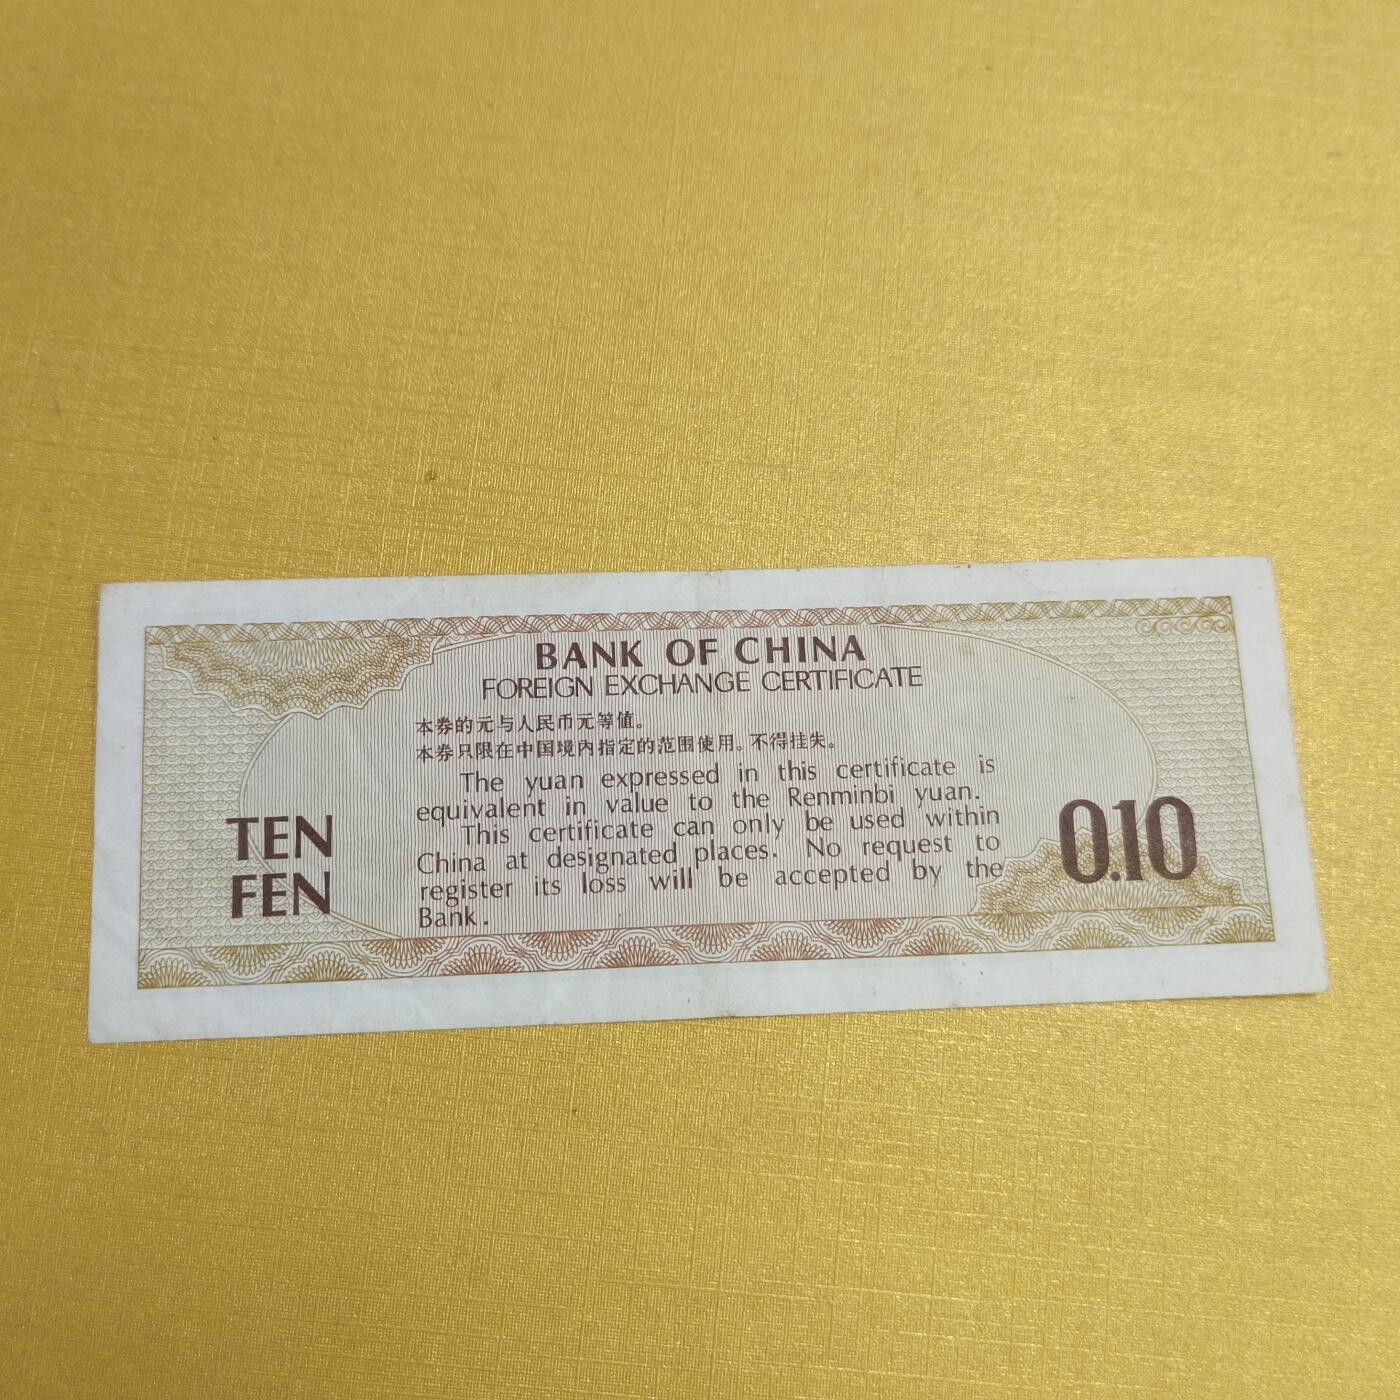 BANK OF CHINA
FOREIGN EXCHANGE CERTIFICATE
本券的元与人民币元等值。
本券只限在中国境内指定的范围使用。不得挂失。
The yuan expressed in this certificate is
equivalent in value to the Renminbi yuan.
This certificate can only be used within
China at designated places. No request to
register its loss will be accepted by the
Bank.
TEN
FEN
0.10